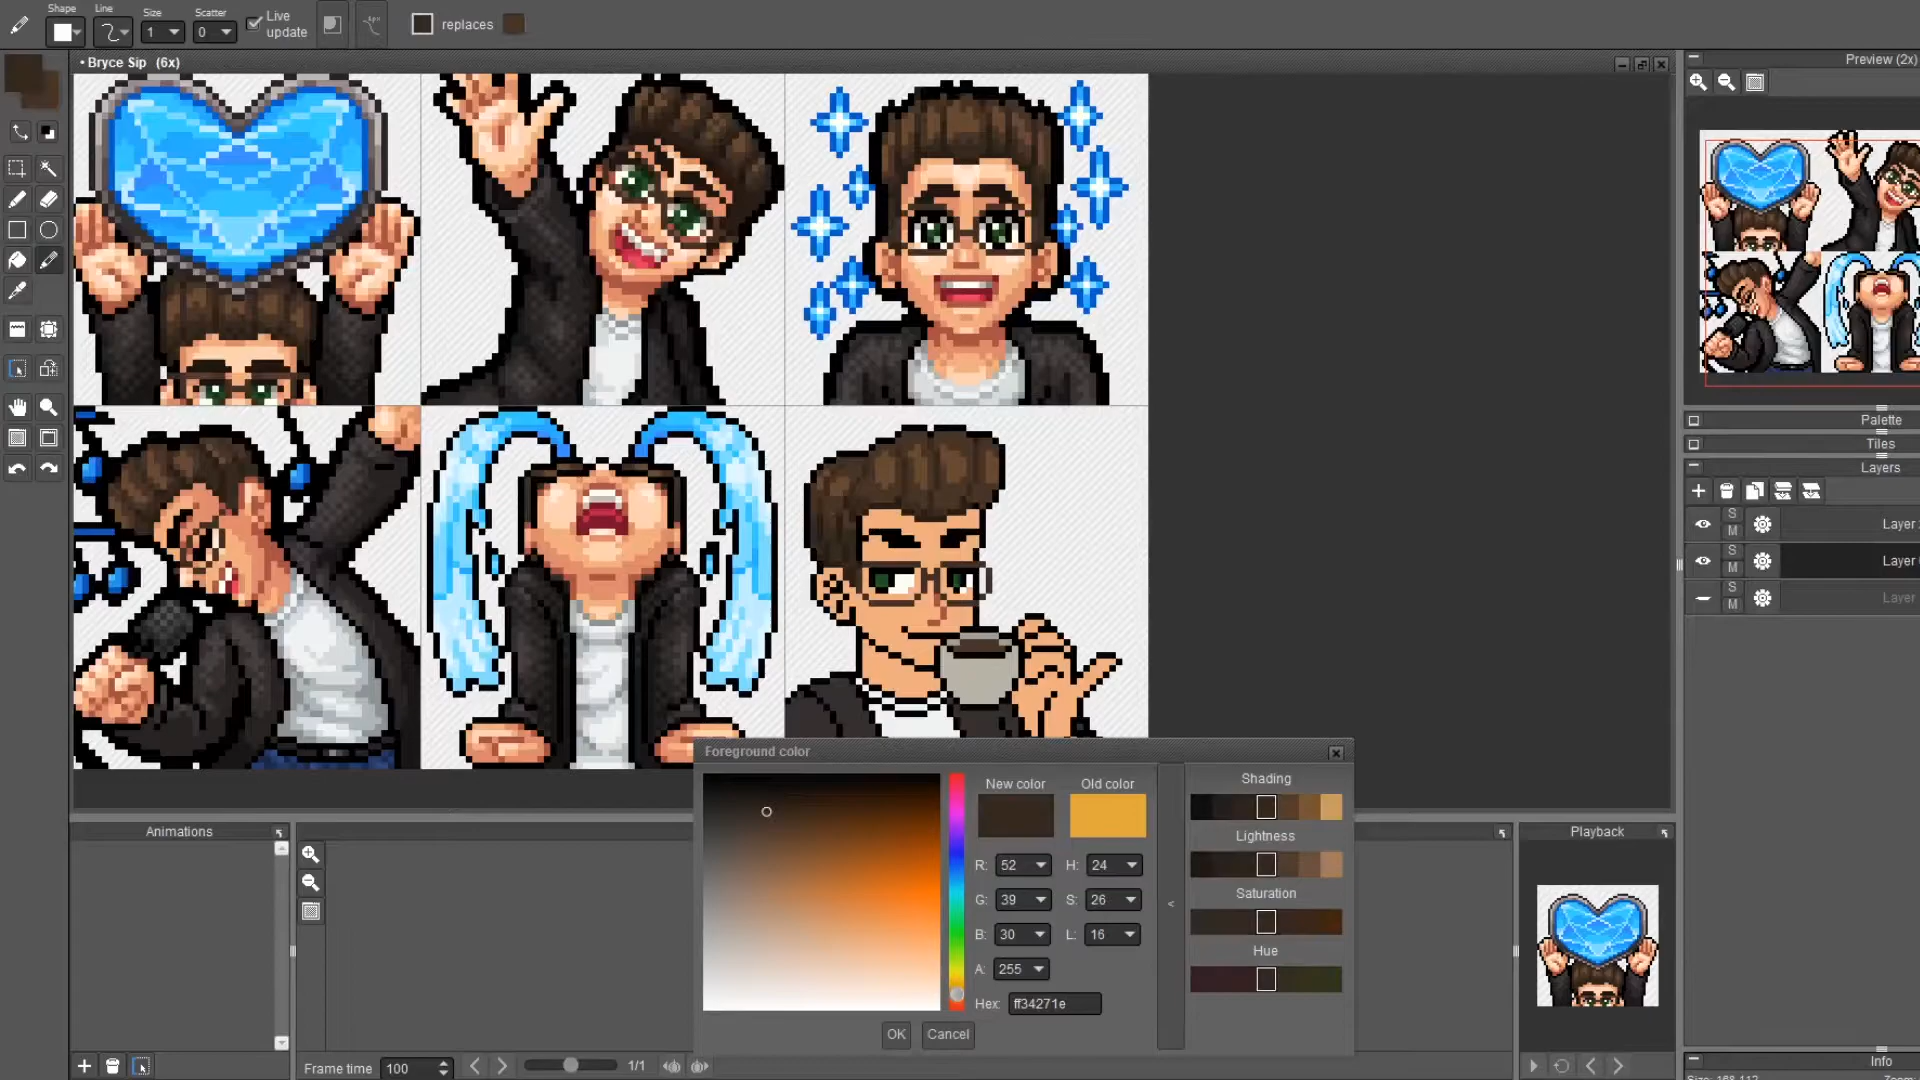 Shape Line Size Scatter
1 0 Live update replaces
• Bryce Sip (6x)
Preview (2x)
Palette
Tiles
Layers
S
M
Layer
S
M
Layer
S
M
Layer
Foreground color
New color Old color Shading
Lightness
R: 52 H: 24
Saturation
G: 39 S: 26
B: 30 L: 16
Hue
A: 255
Hex: ff34271e
<
OK Cancel
Animations
Playback
Frame time 100 1/1
Info